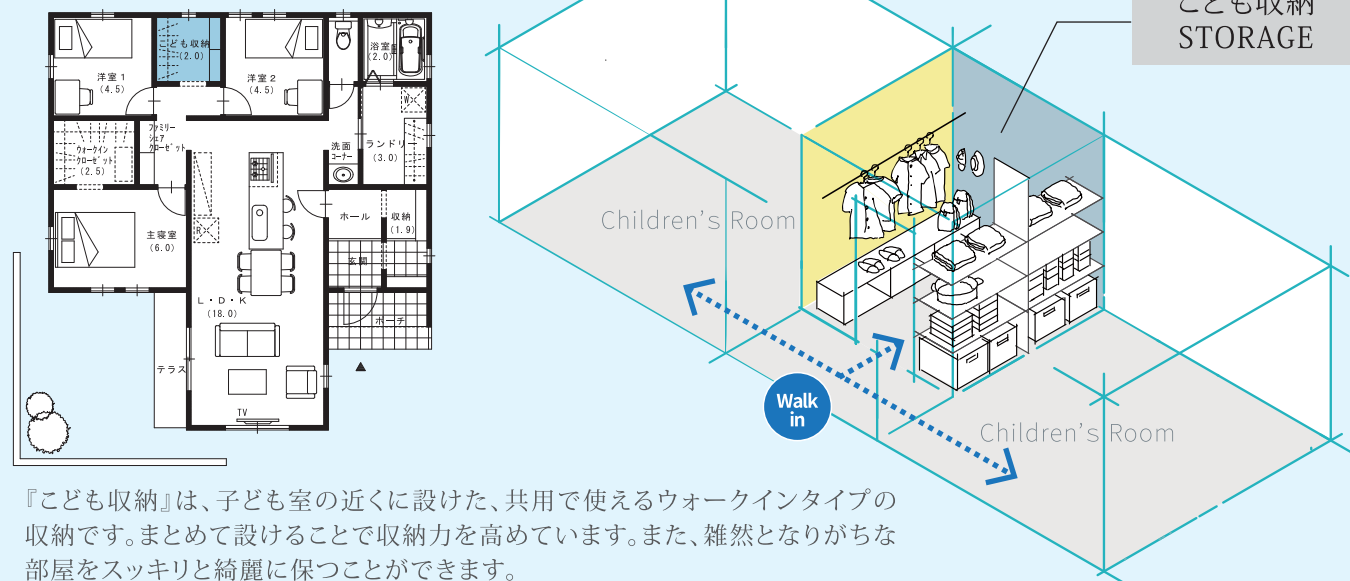 こども収納
STORAGE
洋室1
(4.5)
こども収納
(2.0)
洋室2
(4.5)
浴室
(2.0)
W
ファミリー
シェア
クローゼット
ウォークイン
クローゼット
(2.5)
洗面
コーナー
ランドリー
(3.0)
主寝室
(6.0)
R
ホール
収納
(1.9)
玄関
L・D・K
(18.0)
ポーチ
テラス
TV
Children's Room
Walk
in
Children's Room
『こども収納』は、子ども室の近くに設けた、共用で使えるウォークインタイプの
収納です。まとめて設けることで収納力を高めています。また、雑然となりがちな
部屋をスッキリと綺麗に保つことができます。